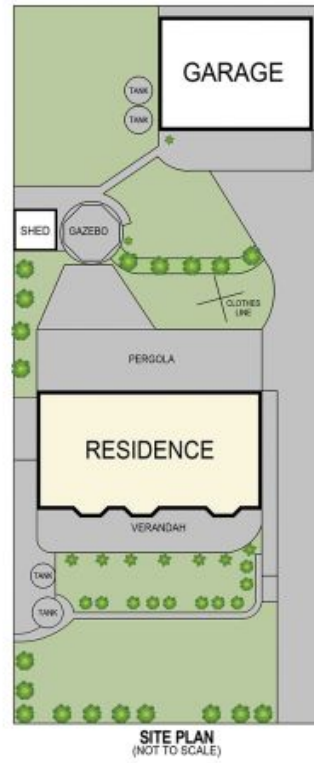 GARAGE
TANK
TANK
SHED
GAZEBO
CLOTHES
LINE
PERGOLA
RESIDENCE
VERANDAH
TANK
TANK
SITE PLAN
(NOT TO SCALE)